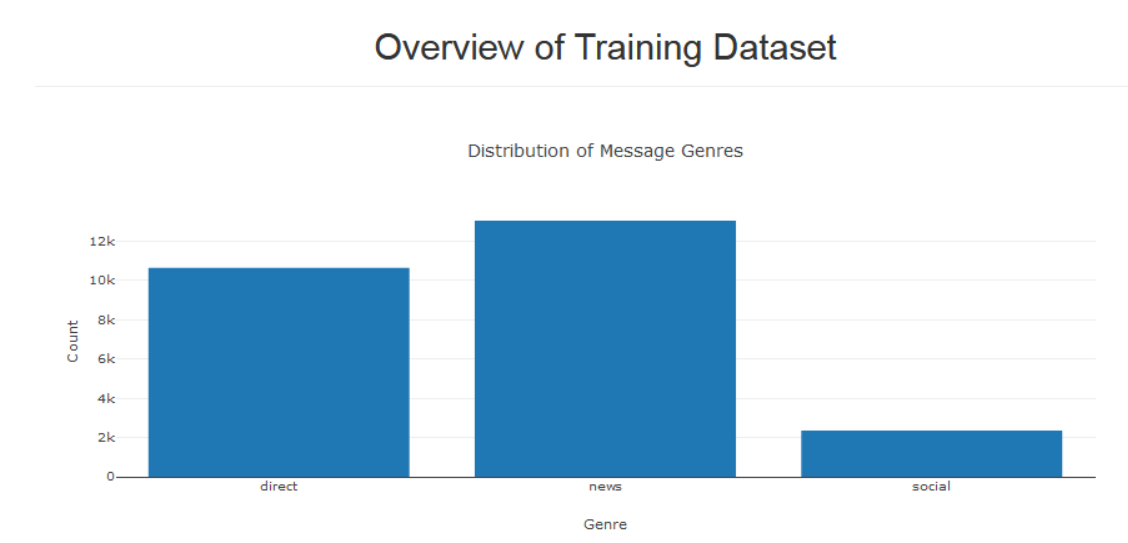 Overview of Training Dataset
Distribution of Message Genres
12k
10k
8k
6k
4k
2k
0
Count
direct
news
social
Genre